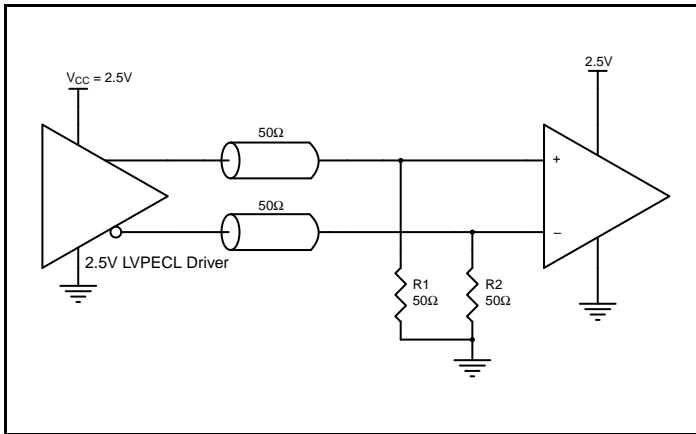 V_CC = 2.5V
2.5V
50Ω
+
50Ω
−
2.5V LVPECL Driver
R1
50Ω
R2
50Ω